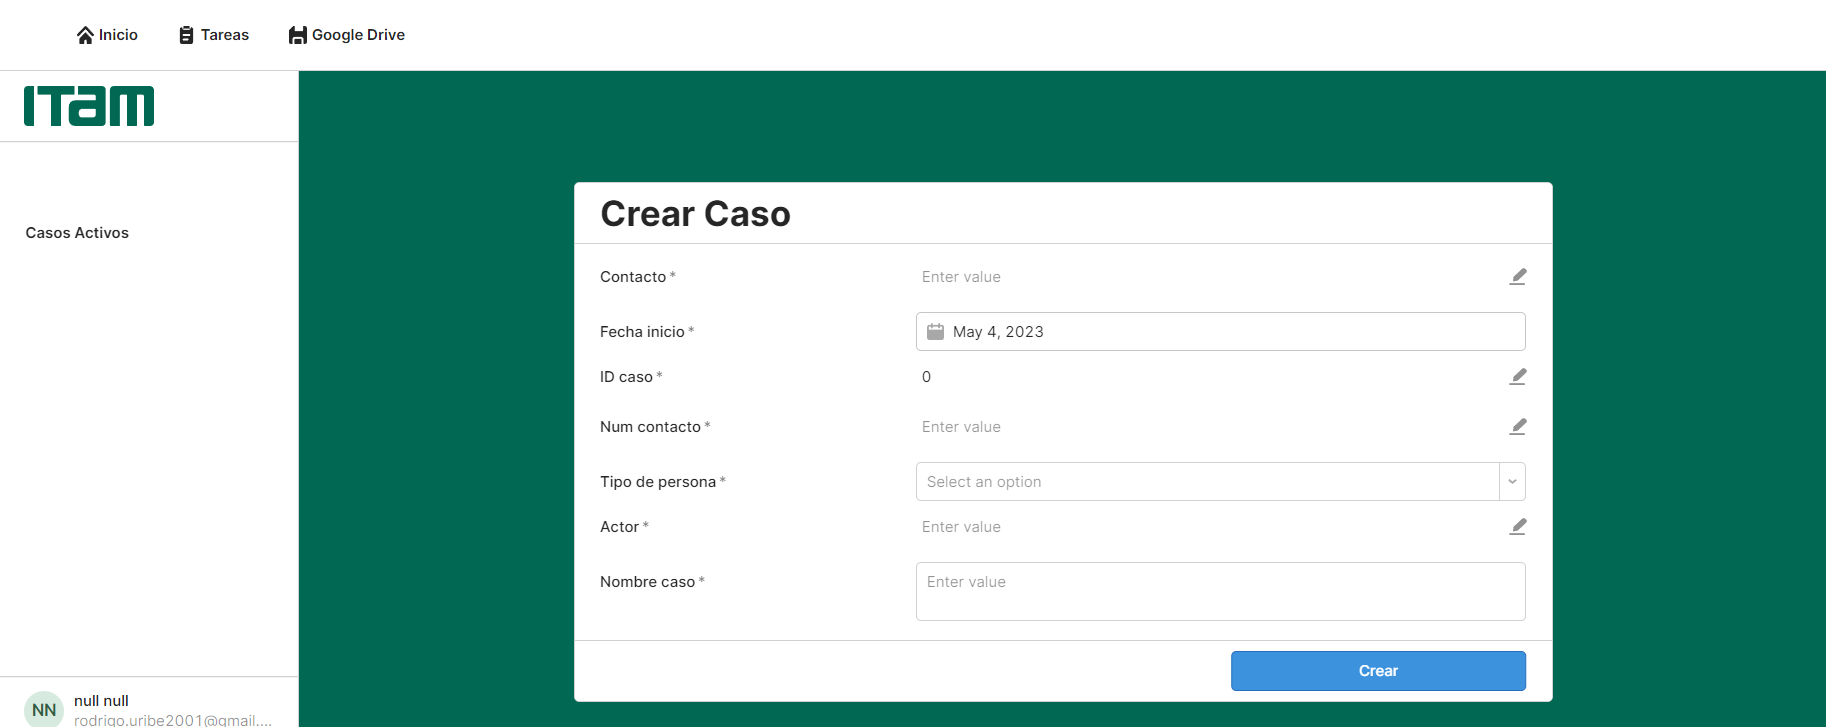 Inicio Tareas Google Drive
ITAM
Casos Activos
Crear Caso
Contacto * Enter value
Fecha inicio * May 4, 2023
ID caso * 0
Num contacto * Enter value
Tipo de persona * Select an option
Actor * Enter value
Nombre caso * Enter value
Crear
NN null null
rodrigo.uribe2001@gmail....